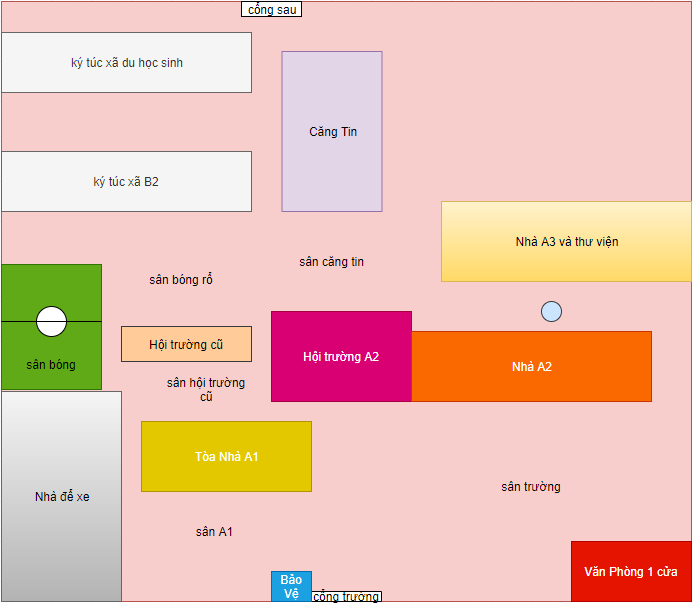 cổng sau
ký túc xã du học sinh
Căng Tin
ký túc xã B2
Nhà A3 và thư viện
sân căng tin
sân bóng rổ
Hội trường cũ
Hội trường A2
sân bóng
Nhà A2
sân hội trường
cũ
Tòa Nhà A1
Nhà để xe
sân trường
sân A1
Văn Phòng 1 cửa
Bảo
Vệ
cổng trường